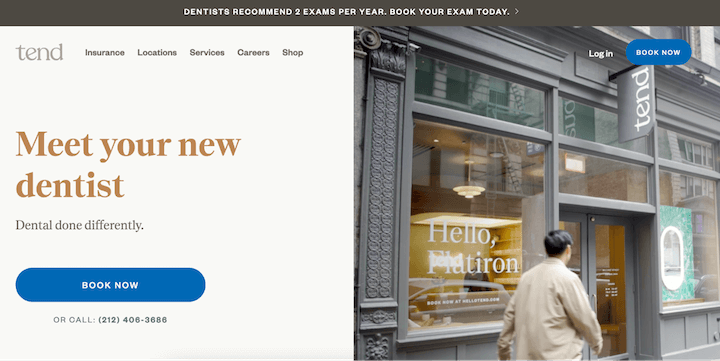 DENTISTS RECOMMEND 2 EXAMS PER YEAR. BOOK YOUR EXAM TODAY. >
tend
Insurance Locations Services Careers Shop
Log in
BOOK NOW
Meet your new
dentist
Dental done differently.
BOOK NOW
OR CALL: (212) 406-3686
tend
Hello,
Flatiron
BOOK NOW AT HELLOTEND.COM